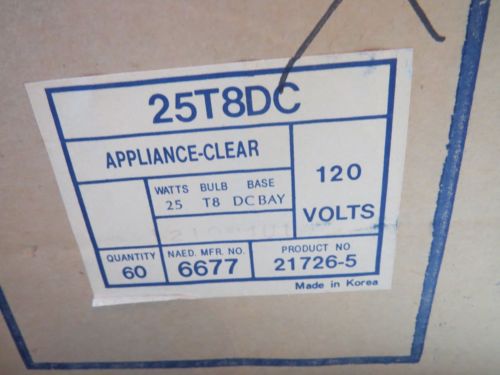 25T8DC
APPLIANCE-CLEAR
WATTS BULB BASE
25 T8 DC BAY
120
VOLTS
QUANTITY
60
NAED. MFR. NO.
6677
PRODUCT NO
21726-5
Made in Korea